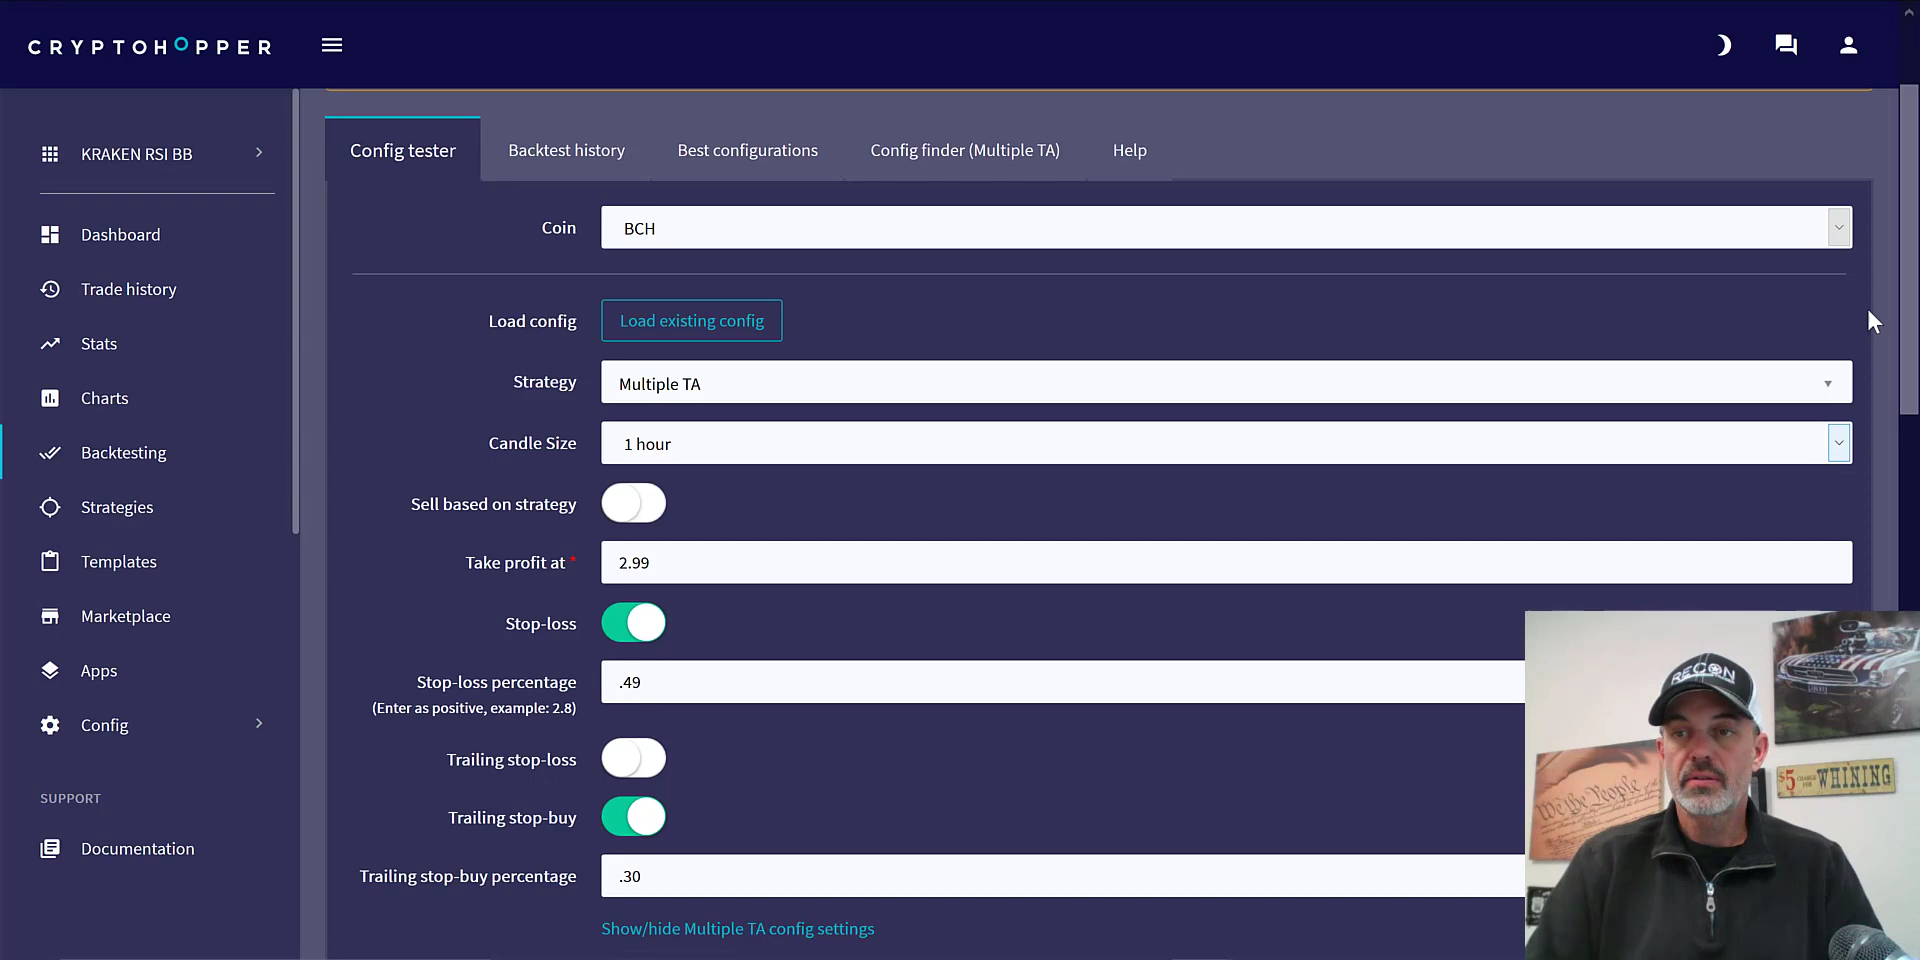 CRYPTOHOPPER
KRAKEN RSI BB
Dashboard
Trade history
Stats
Charts
Backtesting
Strategies
Templates
Marketplace
Apps
Config
SUPPORT
Documentation
Config tester
Backtest history
Best configurations
Config finder (Multiple TA)
Help
Coin
BCH
Load config
Load existing config
Strategy
Multiple TA
Candle Size
1 hour
Sell based on strategy
Take profit at *
2.99
Stop-loss
Stop-loss percentage
.49
(Enter as positive, example: 2.8)
Trailing stop-loss
Trailing stop-buy
Trailing stop-buy percentage
.30
Show/hide Multiple TA config settings
RECON
We the People
$5 CHARGE FOR WHINING